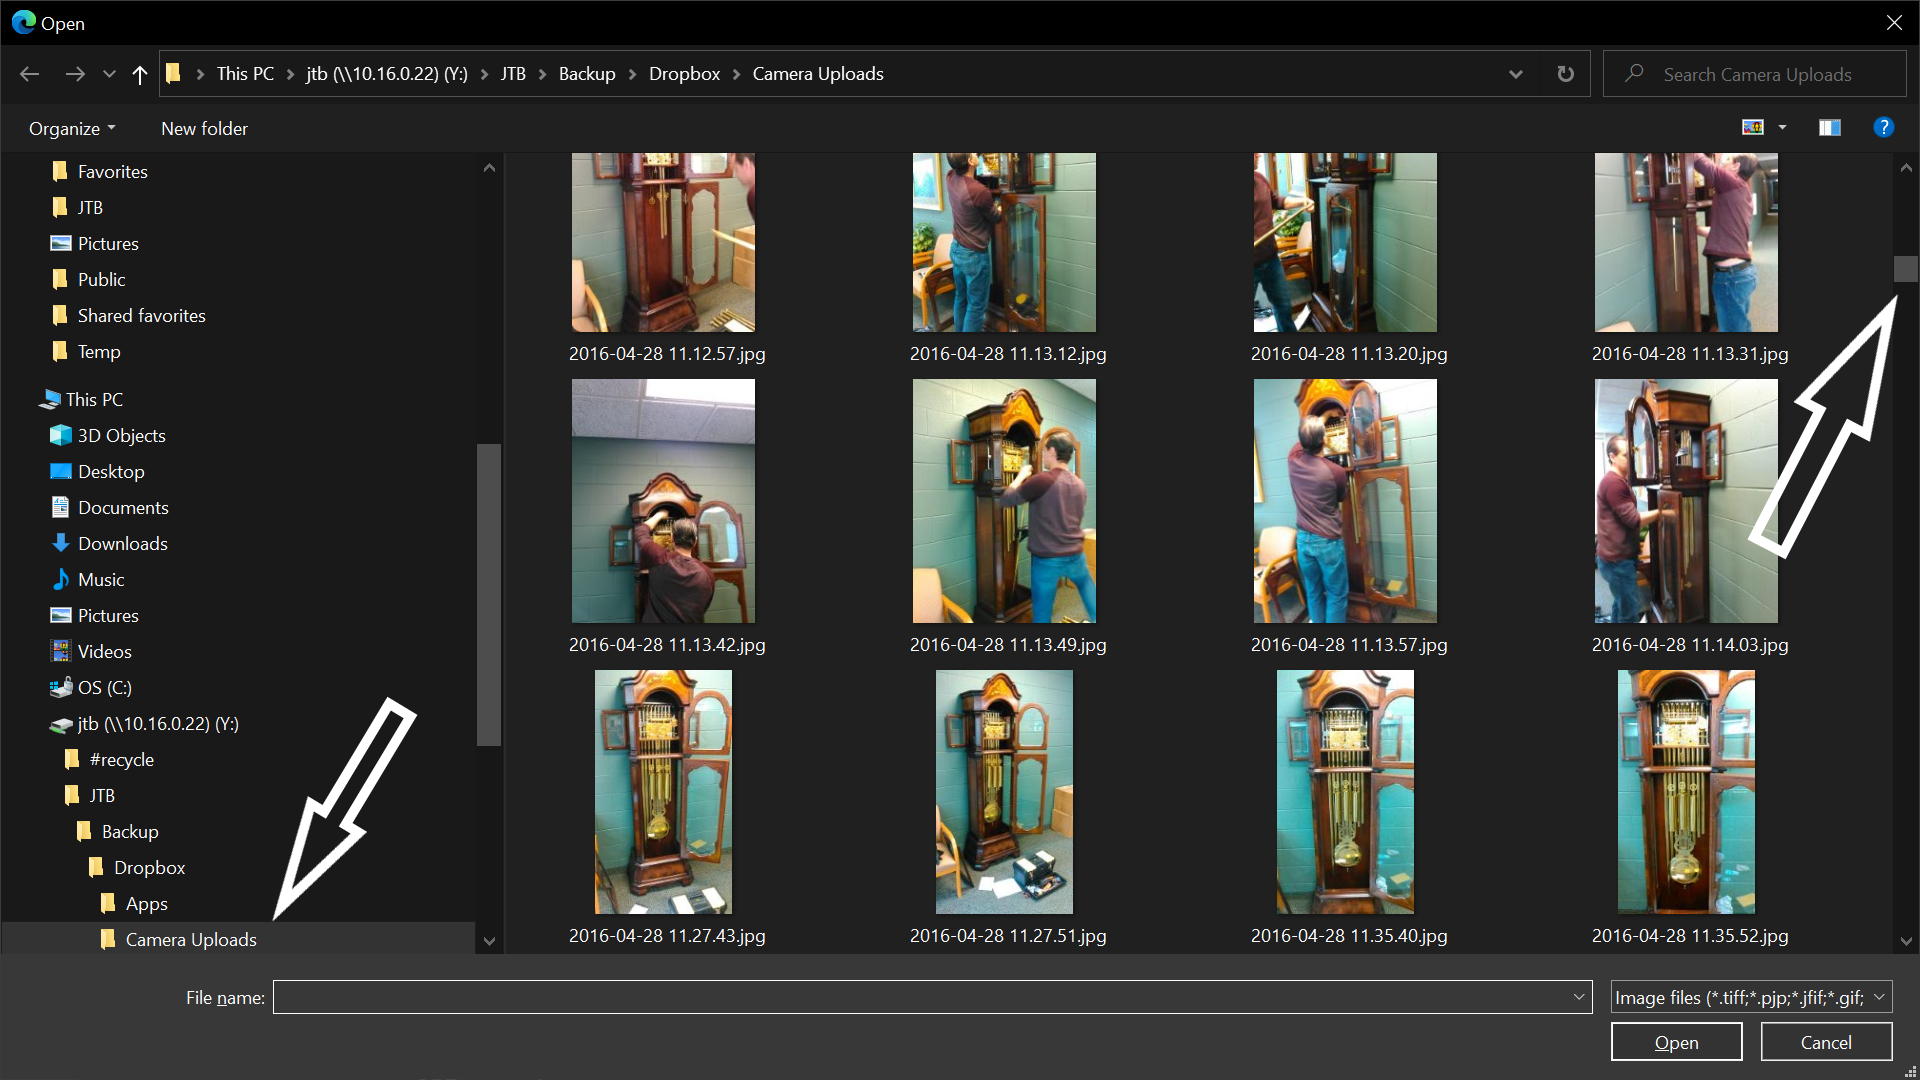 Open
This PC
jtb (\\10.16.0.22) (Y:)
JTB
Backup
Dropbox
Camera Uploads
Search Camera Uploads
Organize
New folder
?
Favorites
JTB
Pictures
Public
Shared favorites
Temp
This PC
3D Objects
Desktop
Documents
Downloads
Music
Pictures
Videos
OS (C:)
jtb (\\10.16.0.22) (Y:)
#recycle
JTB
Backup
Dropbox
Apps
Camera Uploads
2016-04-28 11.12.57.jpg
2016-04-28 11.13.12.jpg
2016-04-28 11.13.20.jpg
2016-04-28 11.13.31.jpg
2016-04-28 11.13.42.jpg
2016-04-28 11.13.49.jpg
2016-04-28 11.13.57.jpg
2016-04-28 11.14.03.jpg
2016-04-28 11.27.43.jpg
2016-04-28 11.27.51.jpg
2016-04-28 11.35.40.jpg
2016-04-28 11.35.52.jpg
File name:
Image files (*.tiff;*.pjp;*.jfif;*.gif;
Open
Cancel